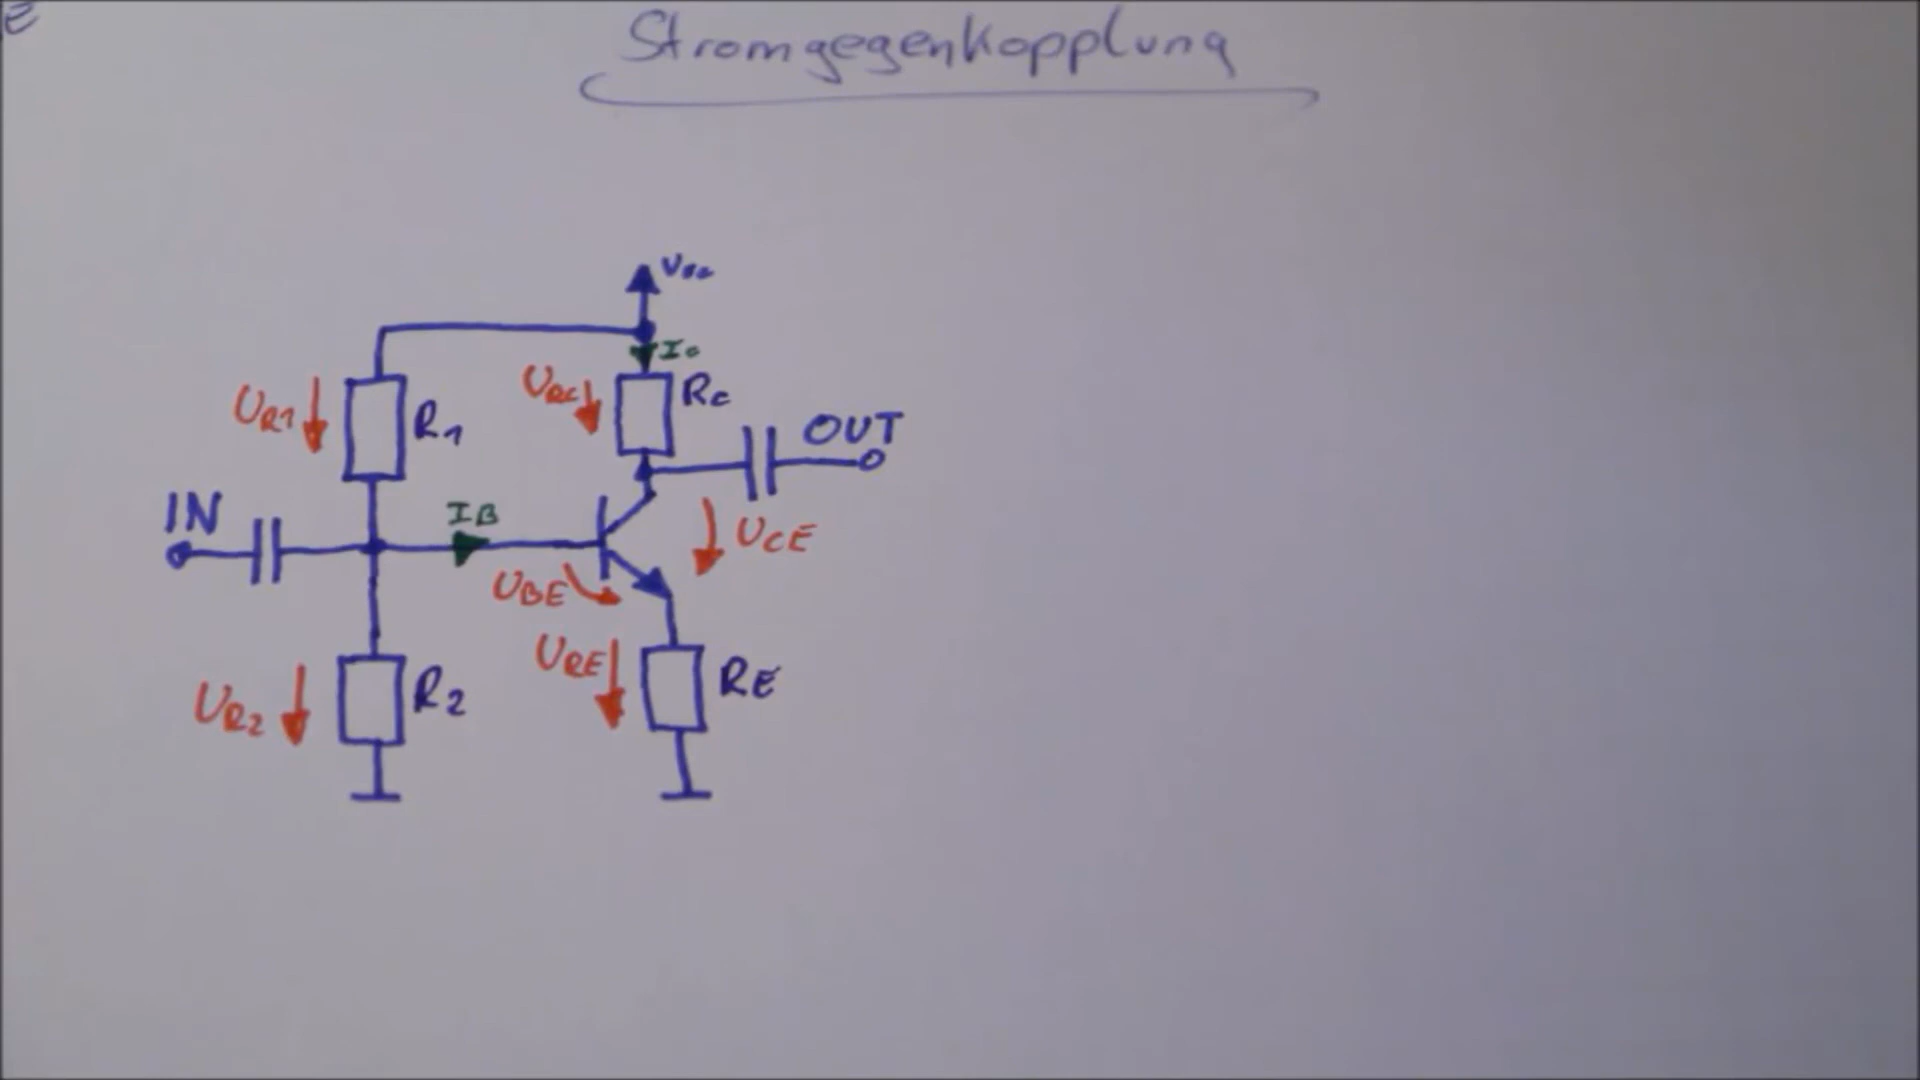 E
Stromgegenkopplung
Vcc
Ic
UR1
R1
URC
RC
OUT
IN
IB
UCE
UBE
URE
RE
UR2
R2